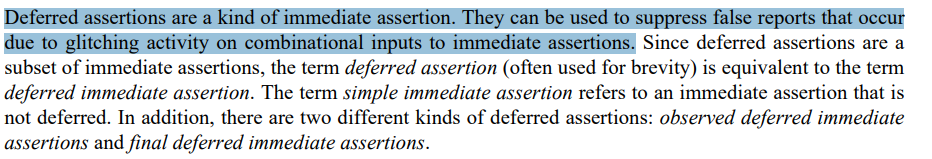 Deferred assertions are a kind of immediate assertion. They can be used to suppress false reports that occur
due to glitching activity on combinational inputs to immediate assertions. Since deferred assertions are a
subset of immediate assertions, the term deferred assertion (often used for brevity) is equivalent to the term
deferred immediate assertion. The term simple immediate assertion refers to an immediate assertion that is
not deferred. In addition, there are two different kinds of deferred assertions: observed deferred immediate
assertions and final deferred immediate assertions.